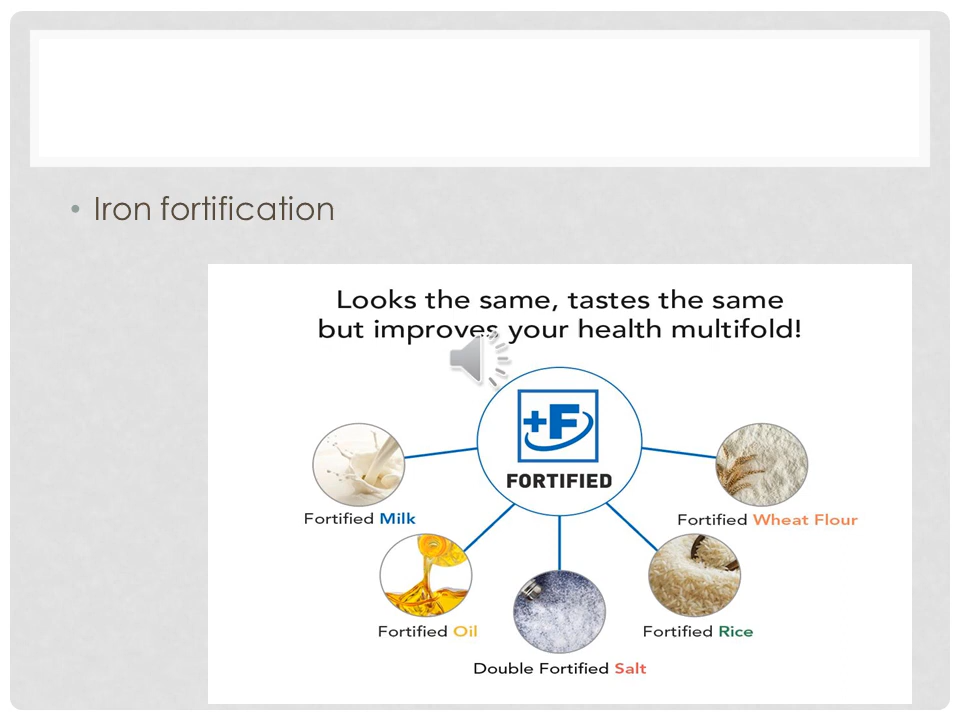 • Iron fortification
Looks the same, tastes the same
but improves your health multifold!
+F
FORTIFIED
Fortified Milk
Fortified Wheat Flour
Fortified Oil
Fortified Rice
Double Fortified Salt